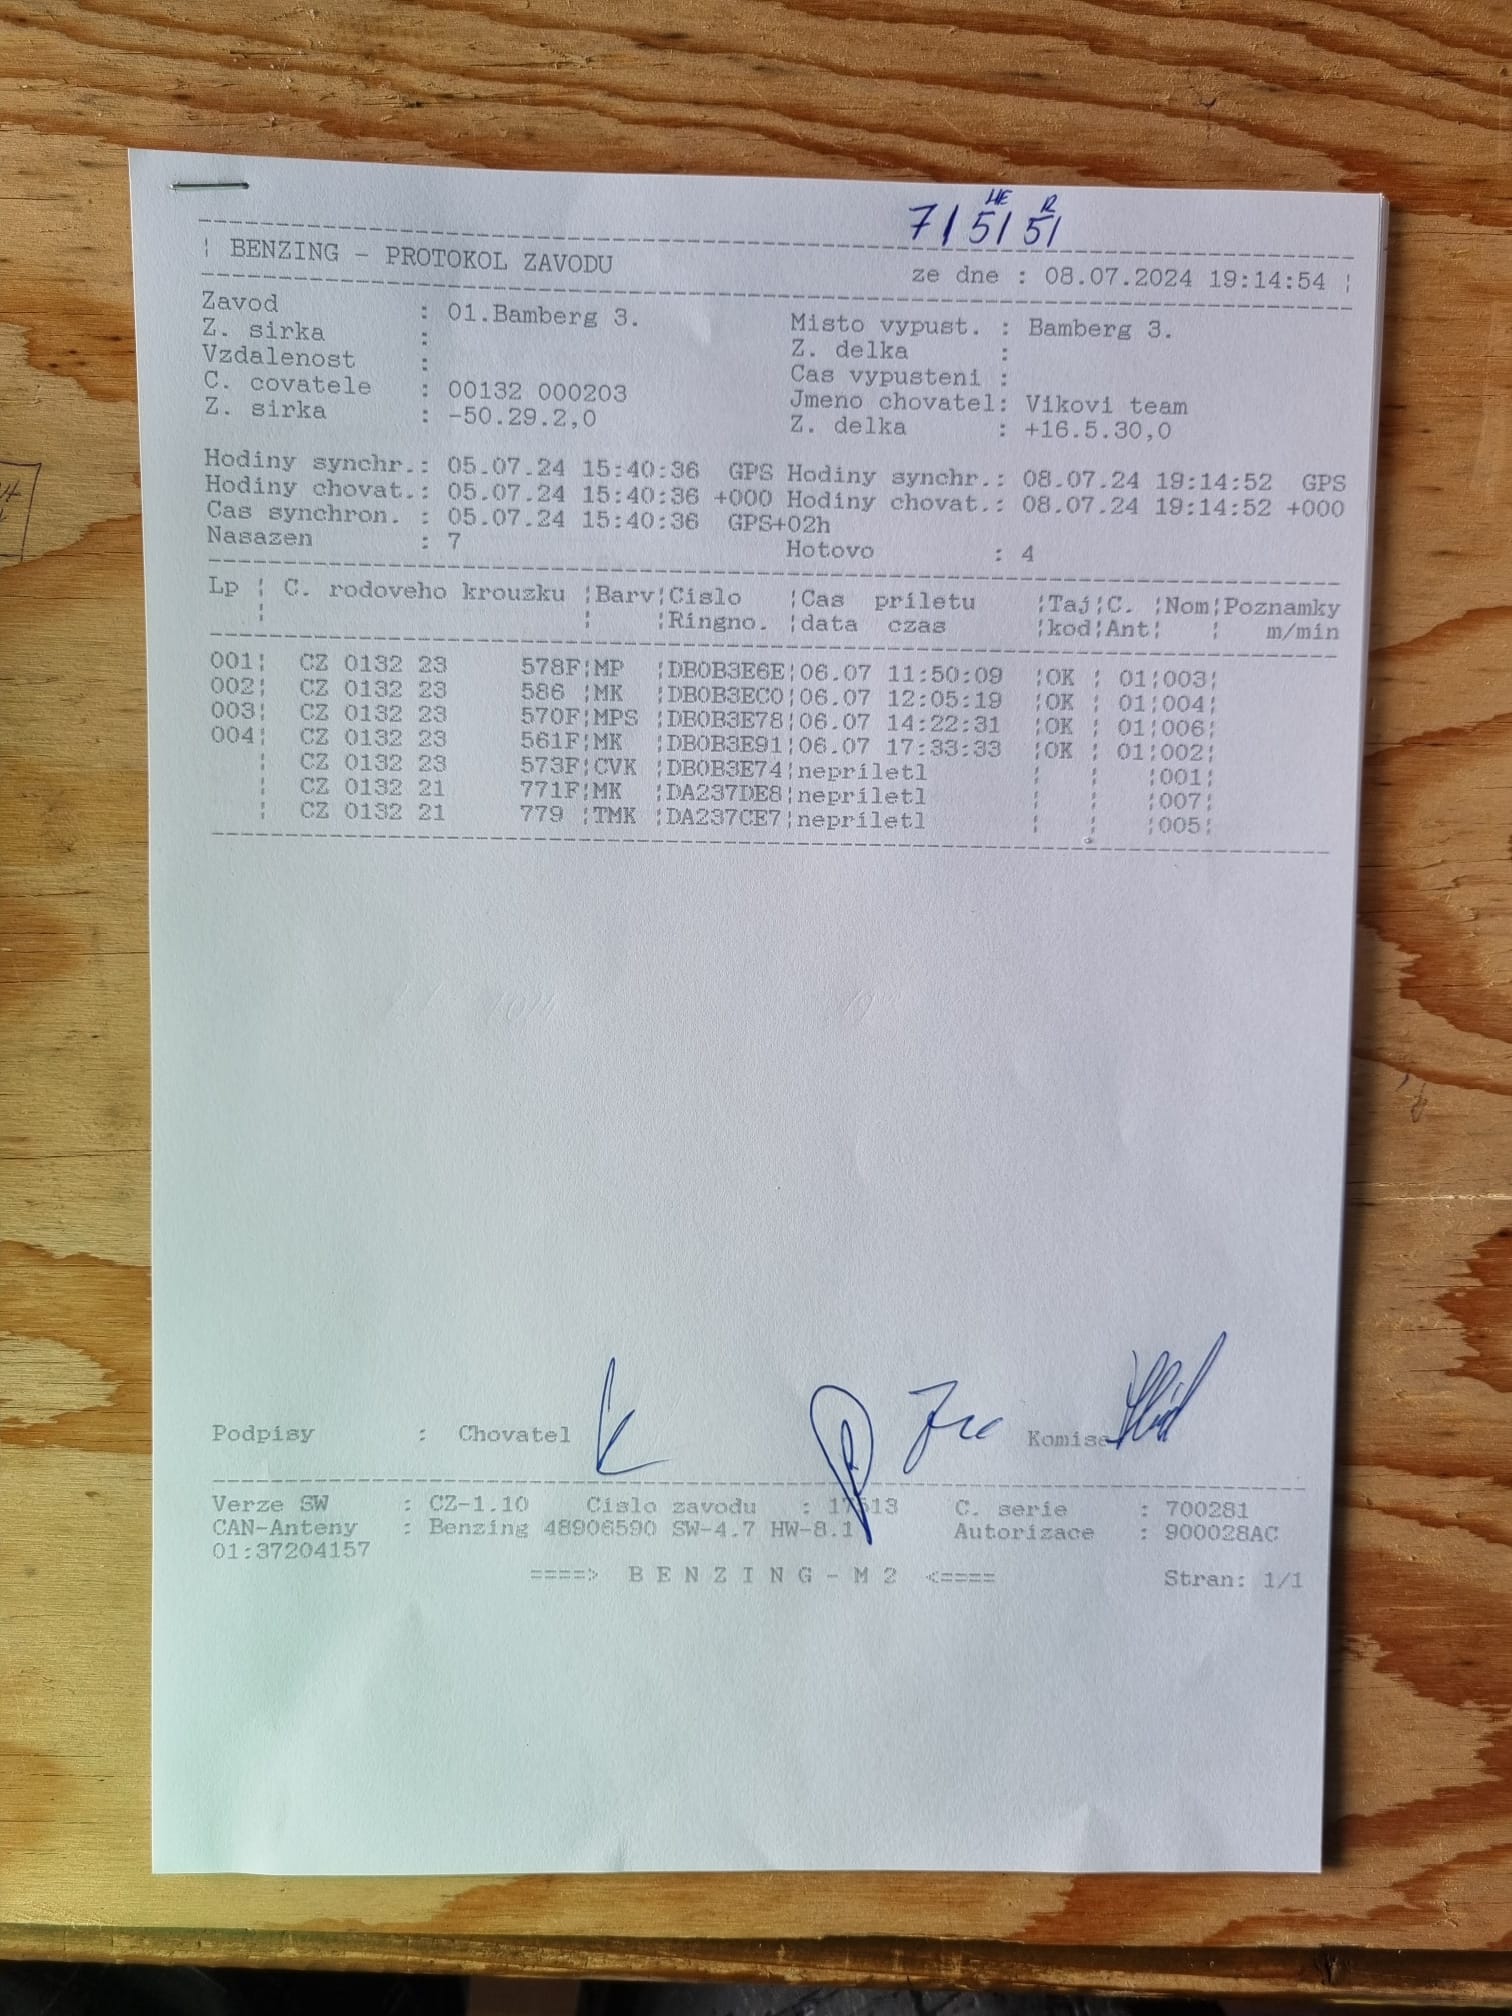 HE R
7/5/5/
¦ BENZING - PROTOKOL ZAVODU ze dne : 08.07.2024 19:14:54 ¦
Zavod : 01.Bamberg 3. Misto vypust. : Bamberg 3.
Z. sirka : Z. delka :
Vzdalenost : Cas vypusteni :
C. covatele : 00132 000203 Jmeno chovatel: Vikovi team
Z. sirka : -50.29.2,0 Z. delka : +16.5.30,0
Hodiny synchr.: 05.07.24 15:40:36 GPS Hodiny synchr.: 08.07.24 19:14:52 GPS
Hodiny chovat.: 05.07.24 15:40:36 +000 Hodiny chovat.: 08.07.24 19:14:52 +000
Cas synchron. : 05.07.24 15:40:36 GPS+02h
Nasazen : 7 Hotovo : 4
Lp ¦ C. rodoveho krouzku ¦Barv¦Cislo ¦Cas priletu ¦Taj¦C. ¦Nom¦Poznamky
¦ ¦ ¦Ringno. ¦data czas ¦kod¦Ant¦ ¦ m/min
001¦ CZ 0132 23 578F¦MP ¦DB0B3E6E¦06.07 11:50:09 ¦OK ¦ 01¦003¦
002¦ CZ 0132 23 586 ¦MK ¦DB0B3EC0¦06.07 12:05:19 ¦OK ¦ 01¦004¦
003¦ CZ 0132 23 570F¦MPS ¦DB0B3E78¦06.07 14:22:31 ¦OK ¦ 01¦006¦
004¦ CZ 0132 23 561F¦MK ¦DB0B3E91¦06.07 17:33:33 ¦OK ¦ 01¦002¦
¦ CZ 0132 23 573F¦CVK ¦DB0B3E74¦nepriletl ¦ ¦ ¦001¦
¦ CZ 0132 21 771F¦MK ¦DA237DE8¦nepriletl ¦ ¦ ¦007¦
¦ CZ 0132 21 779 ¦TMK ¦DA237CE7¦nepriletl ¦ ¦ ¦005¦
Podpisy : Chovatel Komise
Verze SW : CZ-1.10 Cislo zavodu : 17513 C. serie : 700281
CAN-Anteny : Benzing 48906590 SW-4.7 HW-8.1 Autorizace : 900028AC
01:37204157
====> B E N Z I N G - M 2 <==== Stran: 1/1